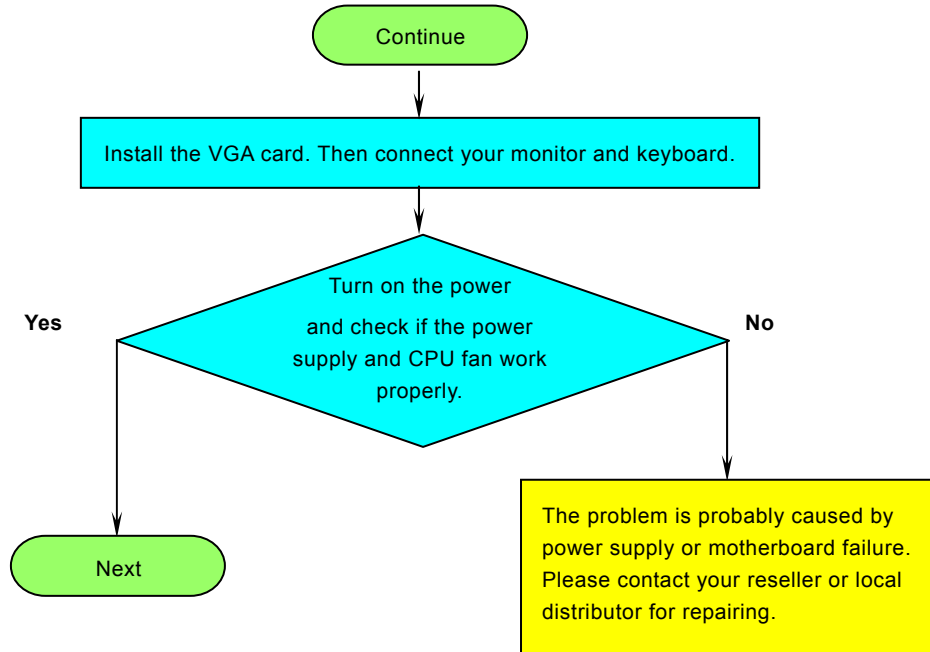 Continue
Install the VGA card. Then connect your monitor and keyboard.
Turn on the power
and check if the power
supply and CPU fan work
properly.
Yes
No
Next
The problem is probably caused by
power supply or motherboard failure.
Please contact your reseller or local
distributor for repairing.